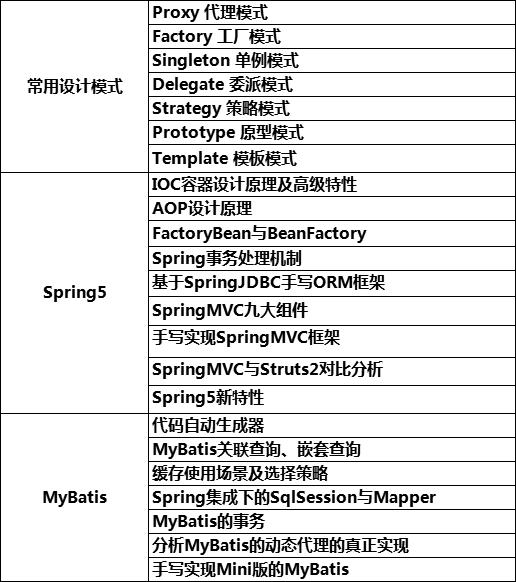 常用设计模式
Proxy 代理模式
Factory 工厂模式
Singleton 单例模式
Delegate 委派模式
Strategy 策略模式
Prototype 原型模式
Template 模板模式
Spring5
IOC容器设计原理及高级特性
AOP设计原理
FactoryBean与BeanFactory
Spring事务处理机制
基于SpringJDBC手写ORM框架
SpringMVC九大组件
手写实现SpringMVC框架
SpringMVC与Struts2对比分析
Spring5新特性
MyBatis
代码自动生成器
MyBatis关联查询、嵌套查询
缓存使用场景及选择策略
Spring集成下的SqlSession与Mapper
MyBatis的事务
分析MyBatis的动态代理的真正实现
手写实现Mini版的MyBatis